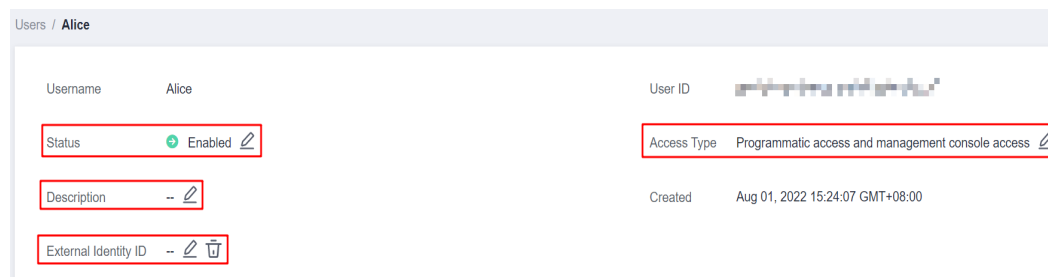 Users / Alice
Username Alice
User ID
Status Enabled
Access Type Programmatic access and management console access
Description --
Created Aug 01, 2022 15:24:07 GMT+08:00
External Identity ID --